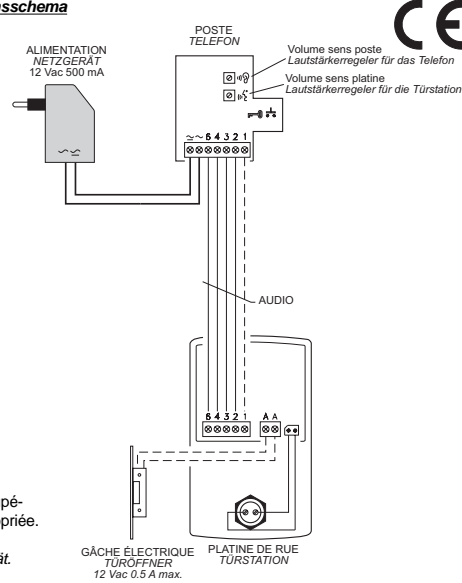 sschema
ALIMENTATION
NETZGERÄT
12 Vac 500 mA
POSTE
TELEFON
Volume sens poste
Lautstärkerregeler für das Telefon
Volume sens platine
Lautstärkerregeler für die Türstation
CE
6 4 3 2 1
AUDIO
6 4 3 2 1
A A
pé-
priée.
ät.
GÂCHE ÉLECTRIQUE
TÜRÖFFNER
12 Vac 0.5 A max.
PLATINE DE RUE
TÜRSTATION